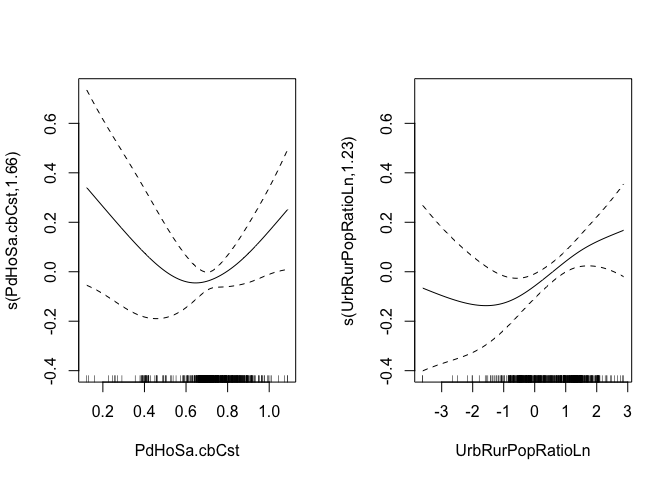 s(PdHoSa.cbCst,1.66)
0.6
0.4
0.2
0.0
-0.2
-0.4
0.2 0.4 0.6 0.8 1.0
PdHoSa.cbCst
s(UrbRurPopRatioLn,1.23)
0.6
0.4
0.2
0.0
-0.2
-0.4
-3 -2 -1 0 1 2 3
UrbRurPopRatioLn